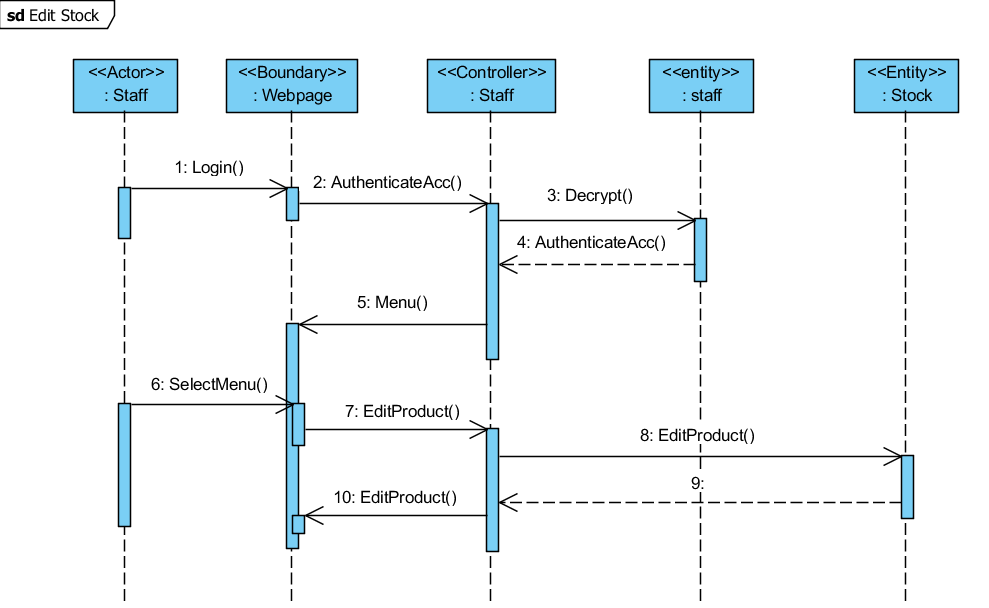 sd Edit Stock
<<Actor>>
: Staff
<<Boundary>>
: Webpage
<<Controller>>
: Staff
<<entity>>
: staff
<<Entity>>
: Stock
1: Login()
2: AuthenticateAcc()
3: Decrypt()
4: AuthenticateAcc()
5: Menu()
6: SelectMenu()
7: EditProduct()
8: EditProduct()
9:
10: EditProduct()